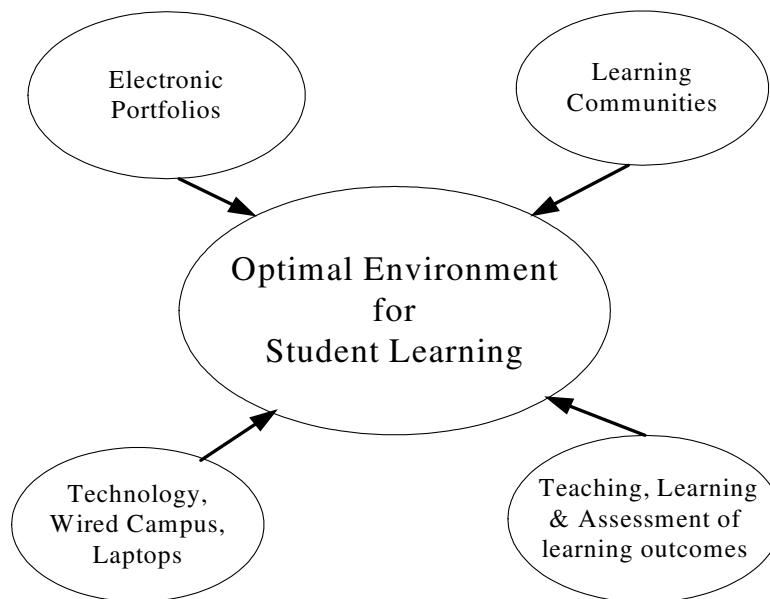 Electronic
Portfolios
Learning
Communities
Optimal Environment
for
Student Learning
Technology,
Wired Campus,
Laptops
Teaching, Learning
& Assessment of
learning outcomes